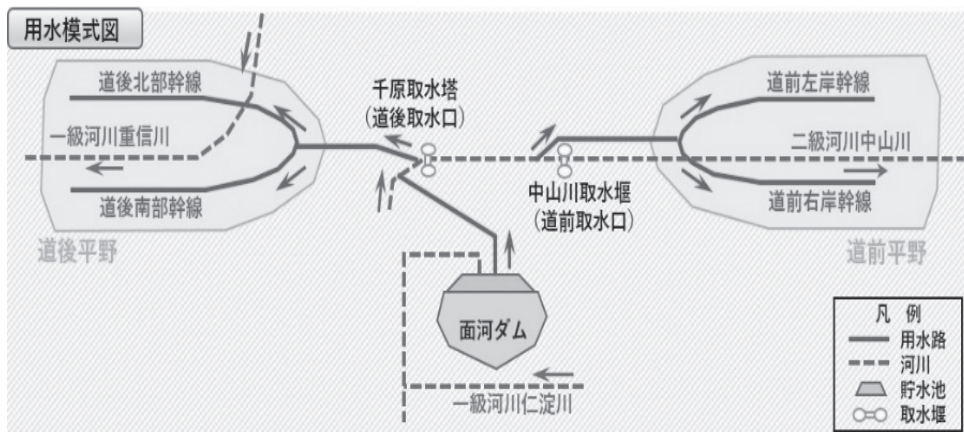 用水模式図
道後北部幹線
一級河川重信川
道後南部幹線
道後平野
千原取水塔
(道後取水口)
中山川取水堰
(道前取水口)
道前左岸幹線
二級河川中山川
道前右岸幹線
道前平野
面河ダム
一級河川仁淀川
凡 例
用水路
河川
貯水池
取水堰